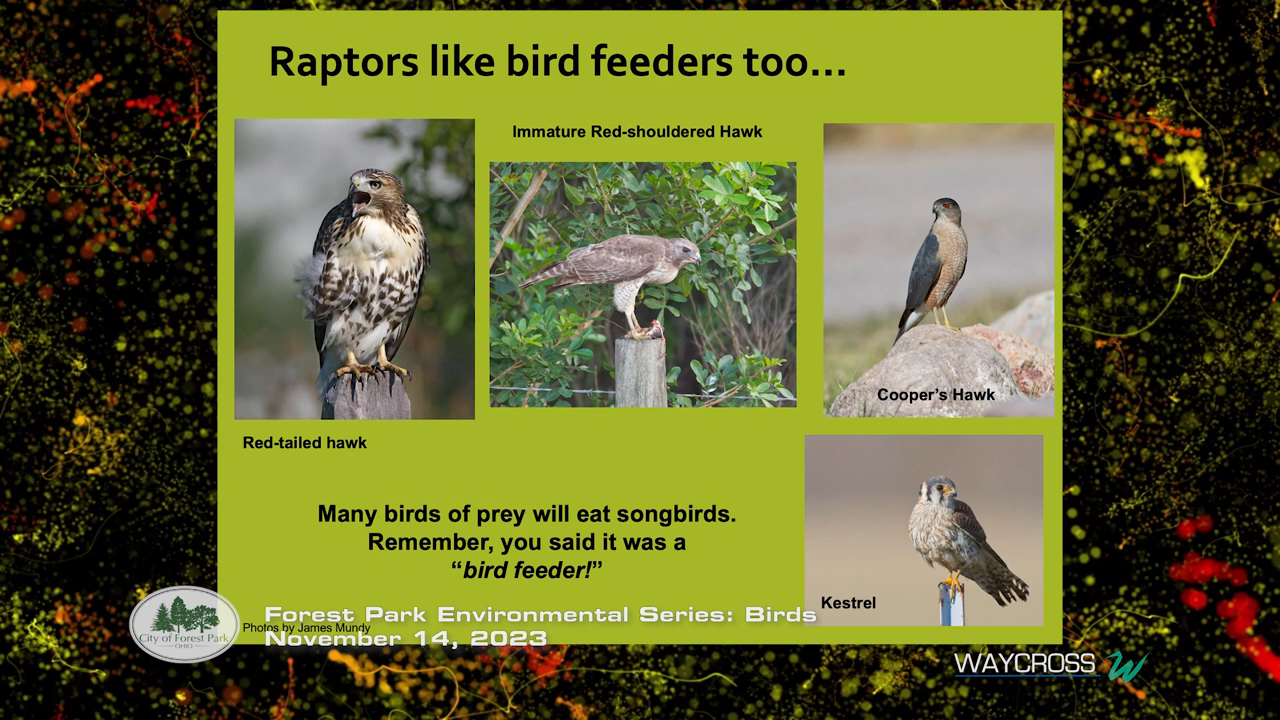 Raptors like bird feeders too...
Immature Red-shouldered Hawk
Cooper's Hawk
Red-tailed hawk
Many birds of prey will eat songbirds.
Remember, you said it was a
“bird feeder!”
Kestrel
Photos by James Mundy
City of Forest Park
OHIO
Forest Park Environmental Series: Birds
November 14, 2023
WAYCROSS W